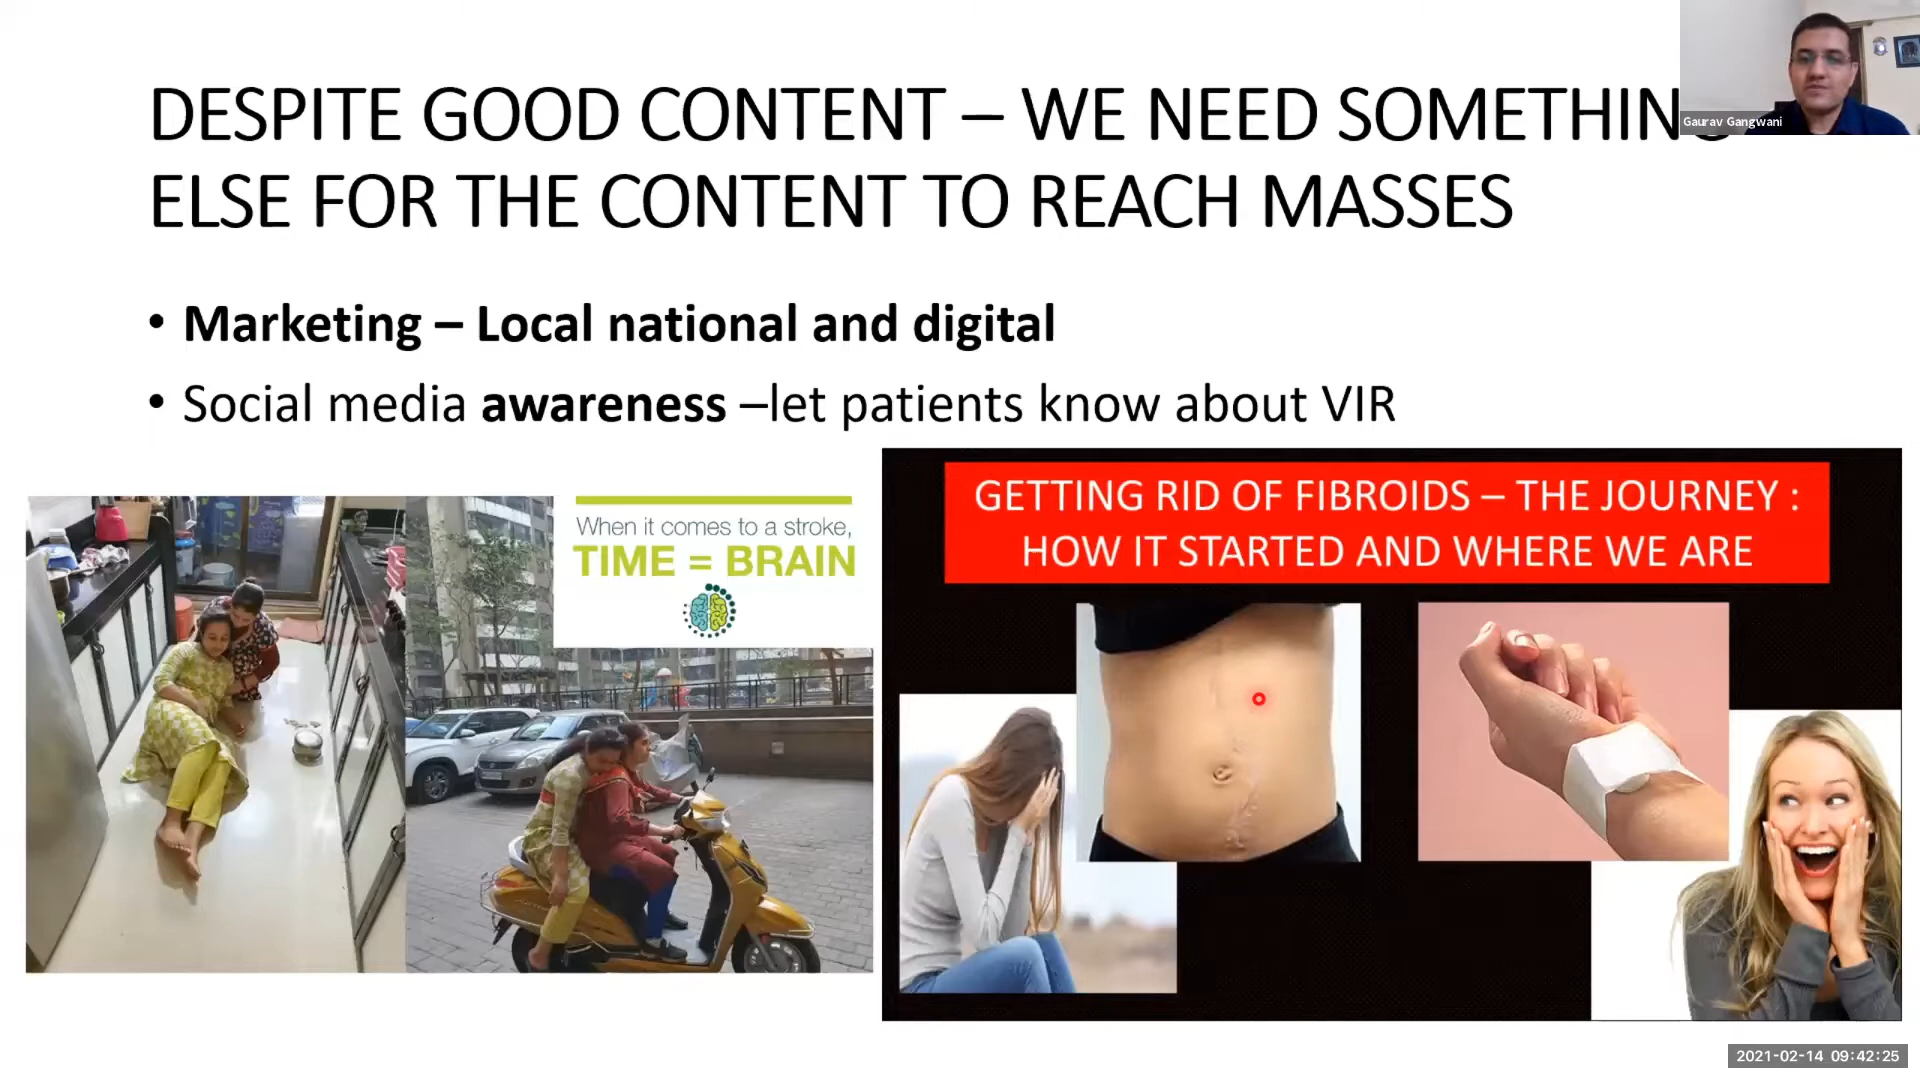 DESPITE GOOD CONTENT – WE NEED SOMETHING
ELSE FOR THE CONTENT TO REACH MASSES
Gaurav Gangwani
• Marketing – Local national and digital
• Social media awareness –let patients know about VIR
When it comes to a stroke,
TIME = BRAIN
GETTING RID OF FIBROIDS – THE JOURNEY :
HOW IT STARTED AND WHERE WE ARE
2021-02-14 09:42:25